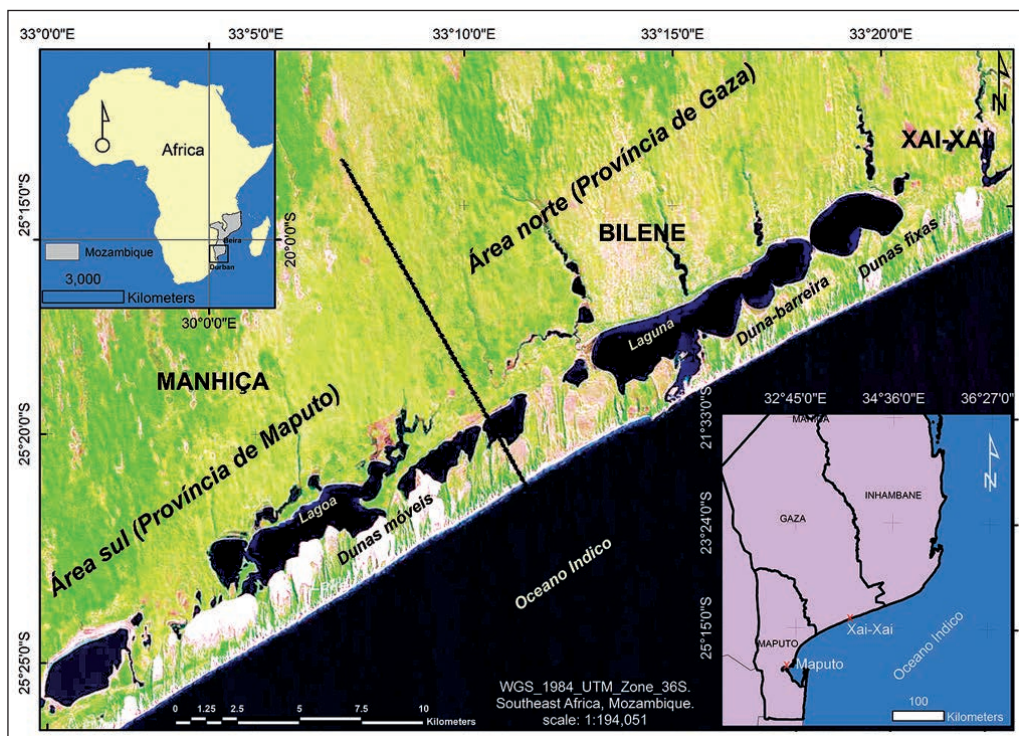 33°0'0"E 33°5'0"E 33°10'0"E 33°15'0"E 33°20'0"E
25°15'0"S
25°20'0"S
25°25'0"S
Africa
Beira
Durban
Mozambique
3,000
Kilometers
30°0'0"E
20°0'0"S
N
XAI-XAI
Área norte (Província de Gaza)
BILENE
Dunas fixas
Duna-barreira
Laguna
MANHIÇA
Área sul (Província de Maputo)
Lagoa
Dunas móveis
Oceano Indico
0 1.25 2.5 5 7.5 10
Kilometers
WGS_1984_UTM_Zone_36S.
Southeast Africa, Mozambique.
scale: 1:194,051
32°45'0"E 34°36'0"E 36°27'0"E
21°33'0"S
23°24'0"S
25°15'0"S
N
INHAMBANE
GAZA
MAPUTO
Xai-Xai
Maputo
Oceano Indico
100
Kilometers